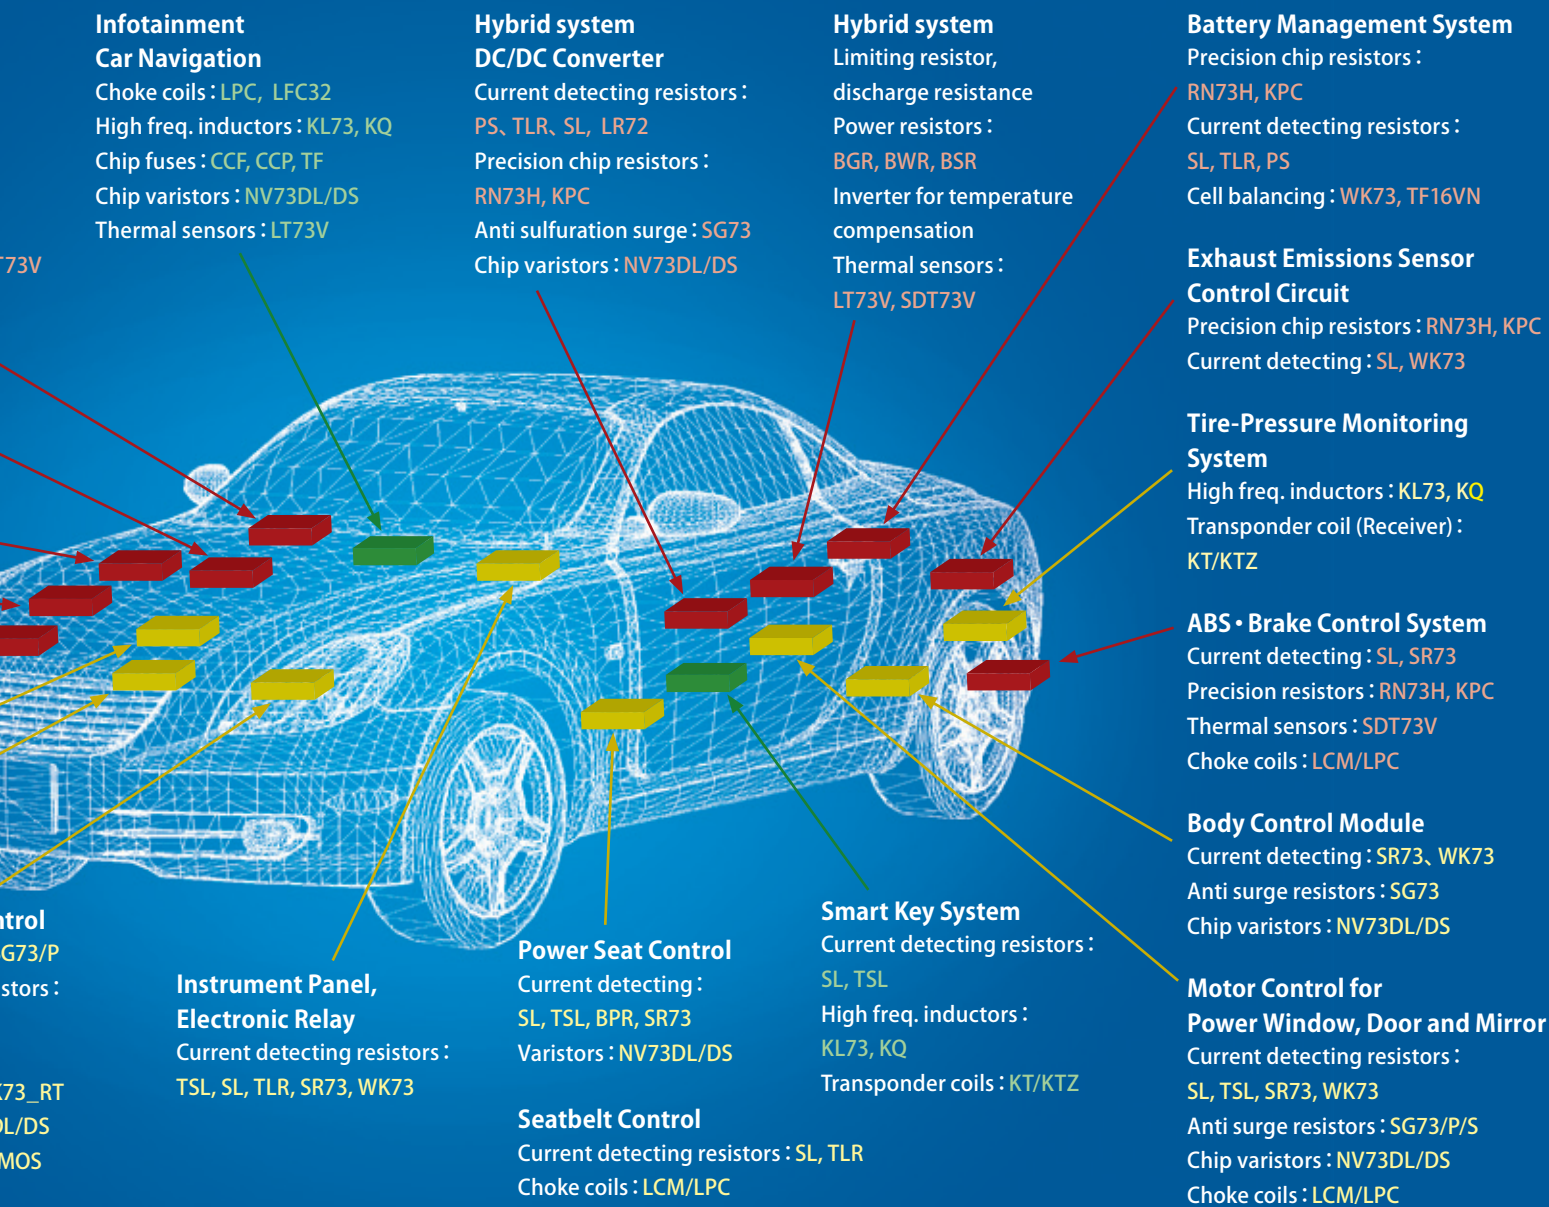 Infotainment
Car Navigation
Choke coils：LPC, LFC32
High freq. inductors：KL73, KQ
Chip fuses：CCF, CCP, TF
Chip varistors：NV73DL/DS
Thermal sensors：LT73V
Hybrid system
DC/DC Converter
Current detecting resistors：
PS、TLR、SL, LR72
Precision chip resistors：
RN73H, KPC
Anti sulfuration surge：SG73
Chip varistors：NV73DL/DS
Hybrid system
Limiting resistor,
discharge resistance
Power resistors：
BGR, BWR, BSR
Inverter for temperature
compensation
Thermal sensors：
LT73V, SDT73V
Battery Management System
Precision chip resistors：
RN73H, KPC
Current detecting resistors：
SL, TLR, PS
Cell balancing：WK73, TF16VN
Exhaust Emissions Sensor
Control Circuit
Precision chip resistors：RN73H, KPC
Current detecting：SL, WK73
Tire-Pressure Monitoring
System
High freq. inductors：KL73, KQ
Transponder coil (Receiver)：
KT/KTZ
ABS・Brake Control System
Current detecting：SL, SR73
Precision resistors：RN73H, KPC
Thermal sensors：SDT73V
Choke coils：LCM/LPC
Body Control Module
Current detecting：SR73、WK73
Anti surge resistors：SG73
Chip varistors：NV73DL/DS
Motor Control for
Power Window, Door and Mirror
Current detecting resistors：
SL, TSL, SR73, WK73
Anti surge resistors：SG73/P/S
Chip varistors：NV73DL/DS
Choke coils：LCM/LPC
Smart Key System
Current detecting resistors：
SL, TSL
High freq. inductors：
KL73, KQ
Transponder coils：KT/KTZ
Power Seat Control
Current detecting：
SL, TSL, BPR, SR73
Varistors：NV73DL/DS
Seatbelt Control
Current detecting resistors：SL, TLR
Choke coils：LCM/LPC
Instrument Panel,
Electronic Relay
Current detecting resistors：
TSL, SL, TLR, SR73, WK73
73V
ntrol
G73/P
stors：
K73_RT
DL/DS
MOS